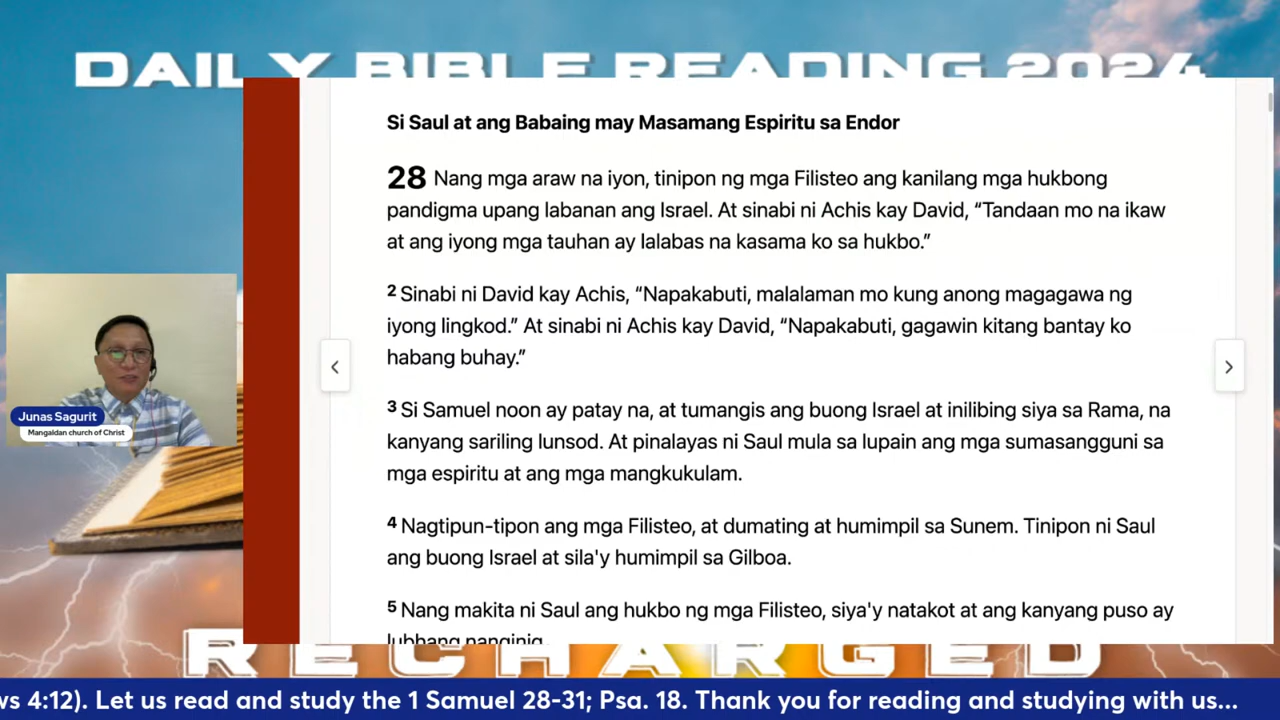 DAILY BIBLE READING 2024
Si Saul at ang Babaing may Masamang Espiritu sa Endor
28 Nang mga araw na iyon, tinipon ng mga Filisteo ang kanilang mga hukbong
pandigma upang labanan ang Israel. At sinabi ni Achis kay David, “Tandaan mo na ikaw
at ang iyong mga tauhan ay lalabas na kasama ko sa hukbo.”
2 Sinabi ni David kay Achis, “Napakabuti, malalaman mo kung anong magagawa ng
iyong lingkod.” At sinabi ni Achis kay David, “Napakabuti, gagawin kitang bantay ko
habang buhay.”
3 Si Samuel noon ay patay na, at tumangis ang buong Israel at inilibing siya sa Rama, na
kanyang sariling lunsod. At pinalayas ni Saul mula sa lupain ang mga sumasangguni sa
mga espiritu at ang mga mangkukulam.
4 Nagtipun-tipon ang mga Filisteo, at dumating at humimpil sa Sunem. Tinipon ni Saul
ang buong Israel at sila'y humimpil sa Gilboa.
5 Nang makita ni Saul ang hukbo ng mga Filisteo, siya'y natakot at ang kanyang puso ay
lubhang nanginig.
Junas Sagurit
Mangaldan church of Christ
RECHARGED
ws 4:12). Let us read and study the 1 Samuel 28-31; Psa. 18. Thank you for reading and studying with us...